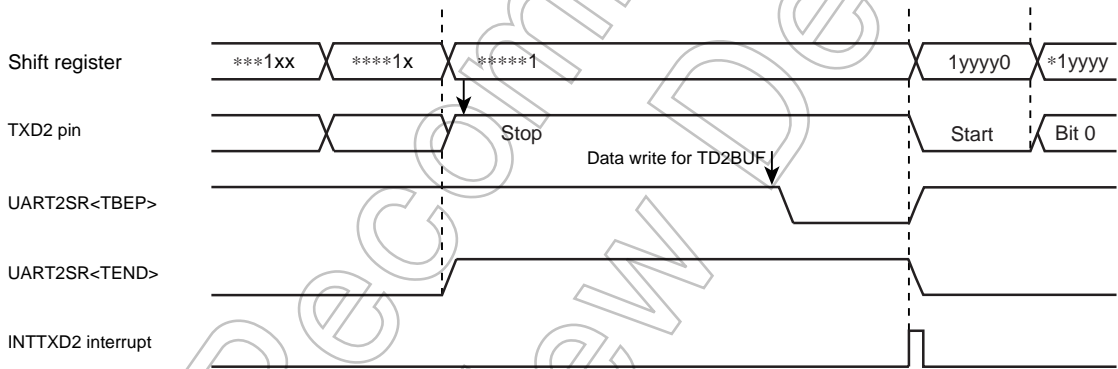 Shift register ***1xx ****1x *****1 1yyyy0 *1yyyy
TXD2 pin Stop Start Bit 0
Data write for TD2BUF
UART2SR<TBEP>
UART2SR<TEND>
INTTXD2 interrupt